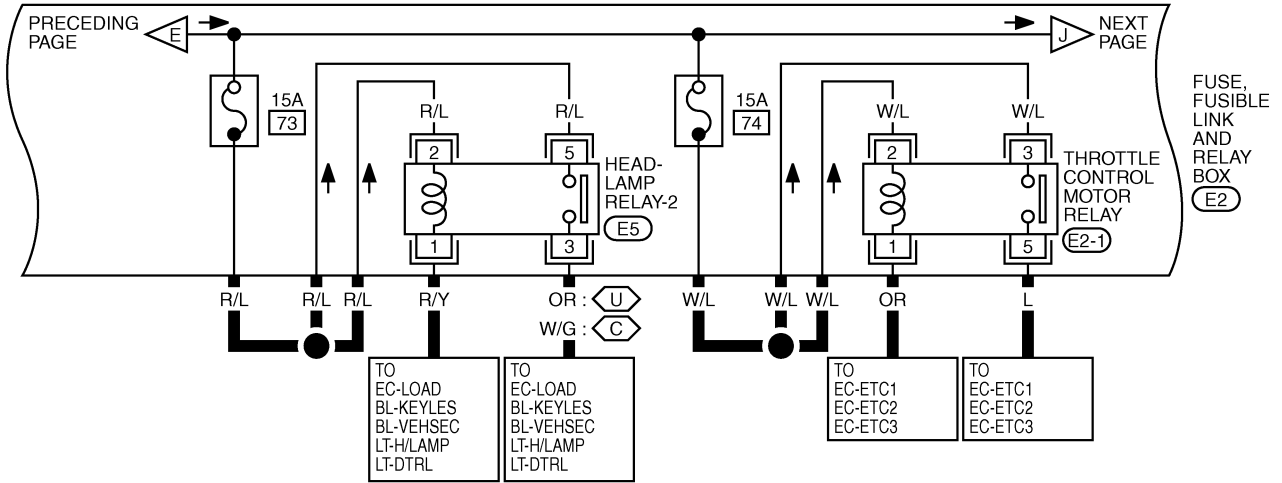 PRECEDING
PAGE
E
J
NEXT
PAGE
FUSE,
FUSIBLE
LINK
AND
RELAY
BOX
E2
15A
73
R/L
R/L
2
5
1
3
HEAD-
LAMP
RELAY-2
E5
15A
74
W/L
W/L
2
3
1
5
THROTTLE
CONTROL
MOTOR
RELAY
E2-1
R/L
R/L
R/L
R/Y
OR : U
W/G : C
W/L
W/L
W/L
OR
L
TO
EC-LOAD
BL-KEYLES
BL-VEHSEC
LT-H/LAMP
LT-DTRL
TO
EC-LOAD
BL-KEYLES
BL-VEHSEC
LT-H/LAMP
LT-DTRL
TO
EC-ETC1
EC-ETC2
EC-ETC3
TO
EC-ETC1
EC-ETC2
EC-ETC3